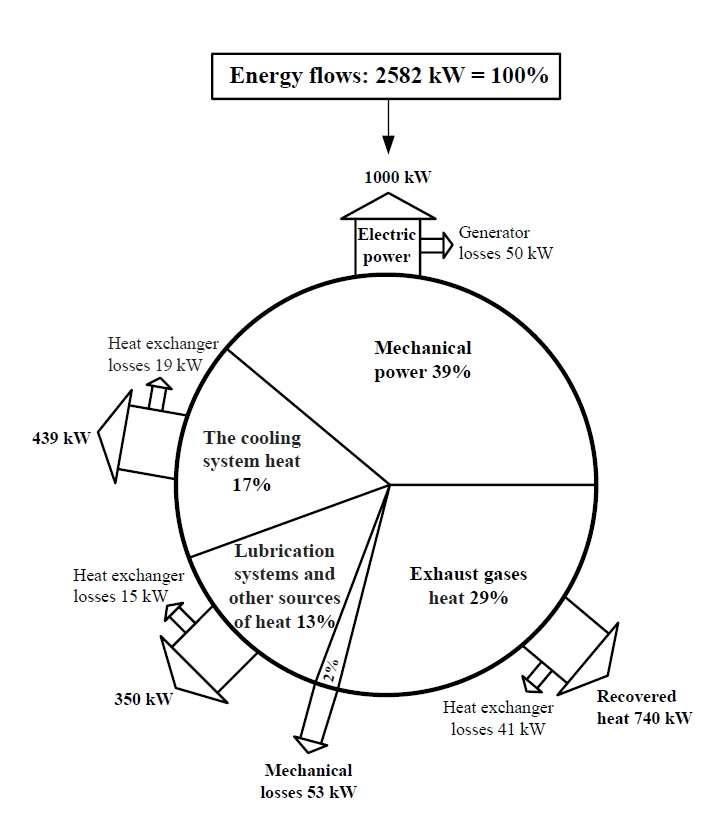 Energy flows: 2582 kW = 100%
1000 kW
Electric
power
Generator
losses 50 kW
Mechanical
power 39%
Heat exchanger
losses 19 kW
439 kW
The cooling
system heat
17%
Lubrication
systems and
other sources
of heat 13%
Heat exchanger
losses 15 kW
350 kW
2%
Mechanical
losses 53 kW
Exhaust gases
heat 29%
Heat exchanger
losses 41 kW
Recovered
heat 740 kW